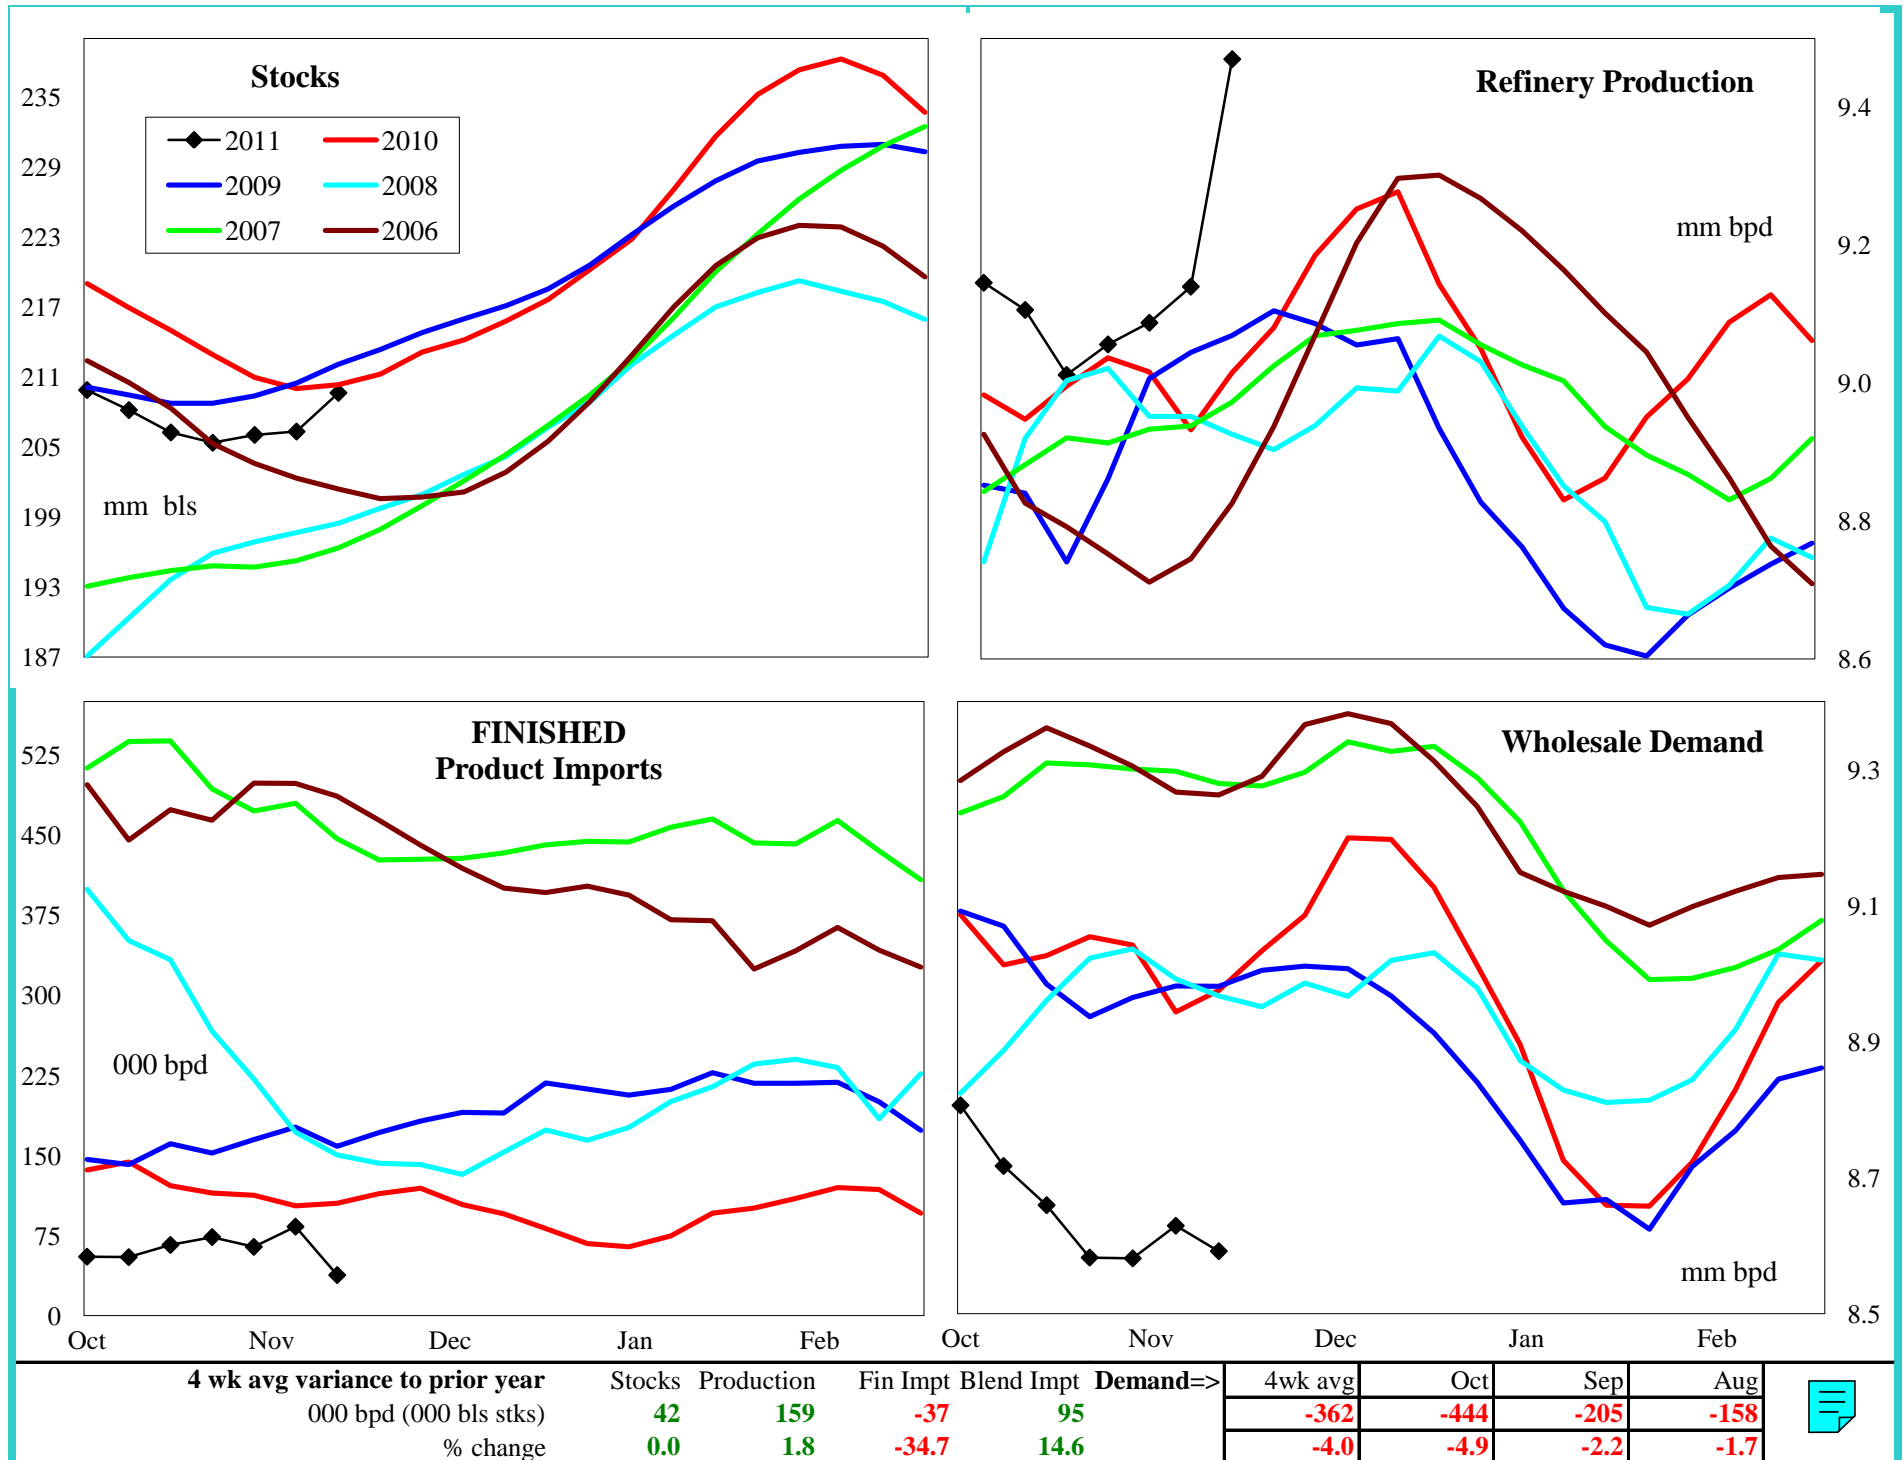 Stocks
235
229
223
217
211
205
199
193
187
2011
2010
2009
2008
2007
2006
mm bls
Refinery Production
mm bpd
9.4
9.2
9.0
8.8
8.6
FINISHED
Product Imports
525
450
375
300
225
150
75
0
000 bpd
Oct Nov Dec Jan Feb
Wholesale Demand
9.3
9.1
8.9
8.7
8.5
mm bpd
Oct Nov Dec Jan Feb
4 wk avg variance to prior year Stocks Production Fin Impt Blend Impt Demand=> 4wk avg Oct Sep Aug
000 bpd (000 bls stks) 42 159 -37 95 -362 -444 -205 -158
% change 0.0 1.8 -34.7 14.6 -4.0 -4.9 -2.2 -1.7